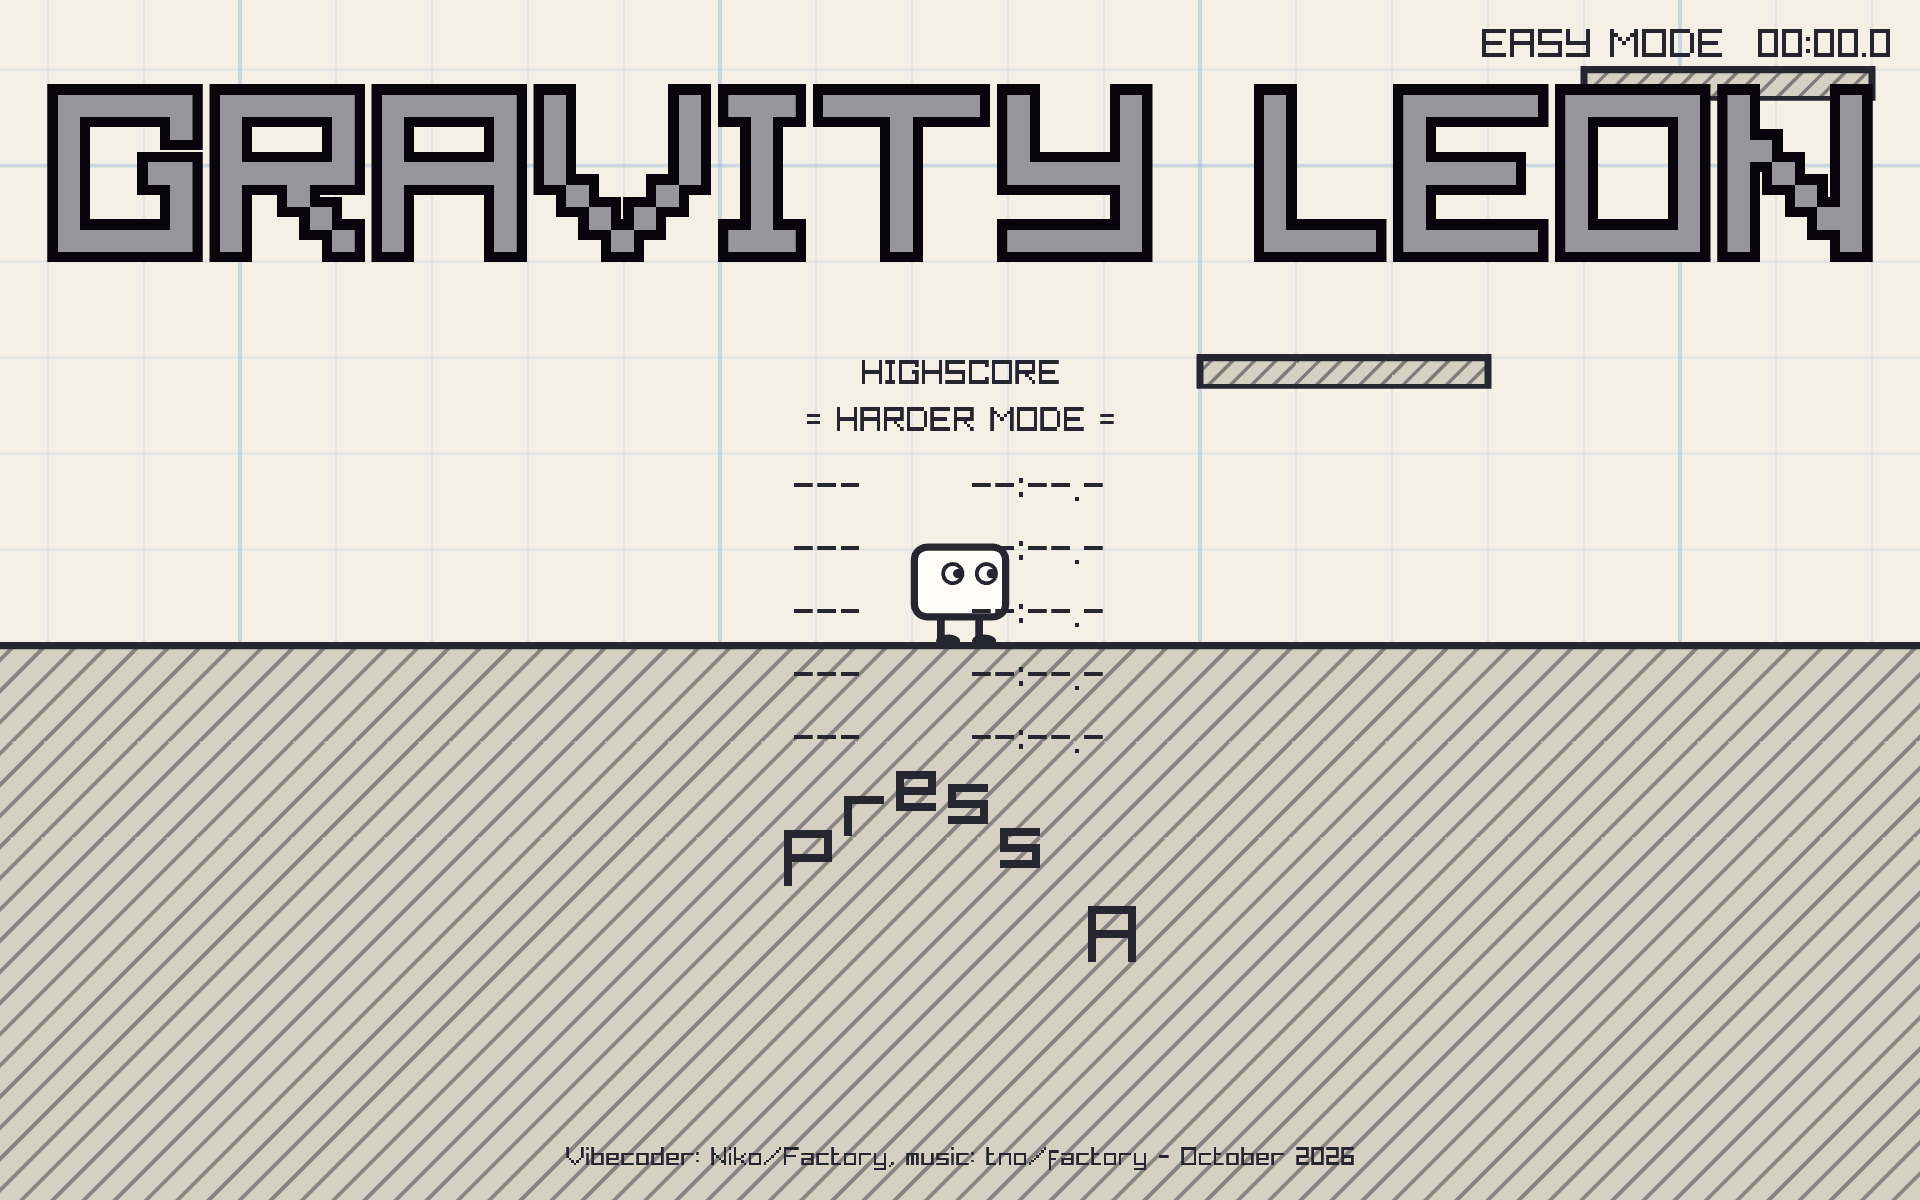 EASY MODE 00:00.0
GRAVITY LEON
HIGHSCORE
= HARDER MODE =
--- --:--.-
--- --:--.-
--- --:--.-
--- --:--.-
--- --:--.-
Press A
Vibecoder: Niko/Factory, music: tno/factory - October 2026